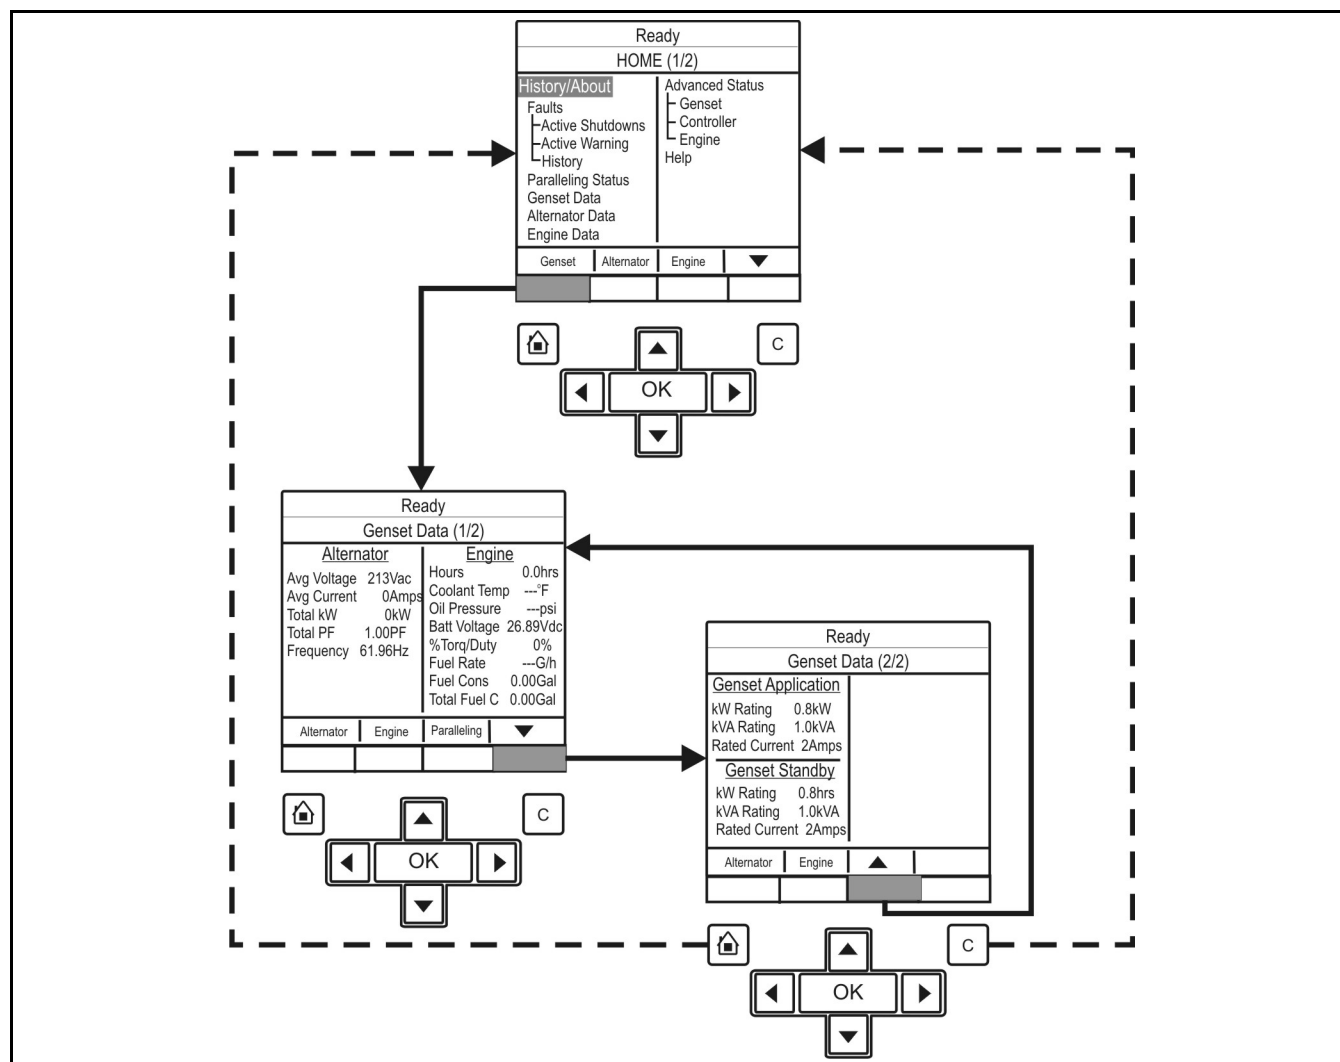 Ready
HOME (1/2)
History/About
Faults
Active Shutdowns
Active Warning
History
Paralleling Status
Genset Data
Alternator Data
Engine Data
Advanced Status
Genset
Controller
Engine
Help
Genset Alternator Engine
C
OK
Ready
Genset Data (1/2)
Alternator
Avg Voltage 213Vac
Avg Current 0Amps
Total kW 0kW
Total PF 1.00PF
Frequency 61.96Hz
Engine
Hours 0.0hrs
Coolant Temp ---°F
Oil Pressure ---psi
Batt Voltage 26.89Vdc
%Torq/Duty 0%
Fuel Rate ---G/h
Fuel Cons 0.00Gal
Total Fuel C 0.00Gal
Alternator Engine Paralleling
C
OK
Ready
Genset Data (2/2)
Genset Application
kW Rating 0.8kW
kVA Rating 1.0kVA
Rated Current 2Amps
Genset Standby
kW Rating 0.8hrs
kVA Rating 1.0kVA
Rated Current 2Amps
Alternator Engine
C
OK